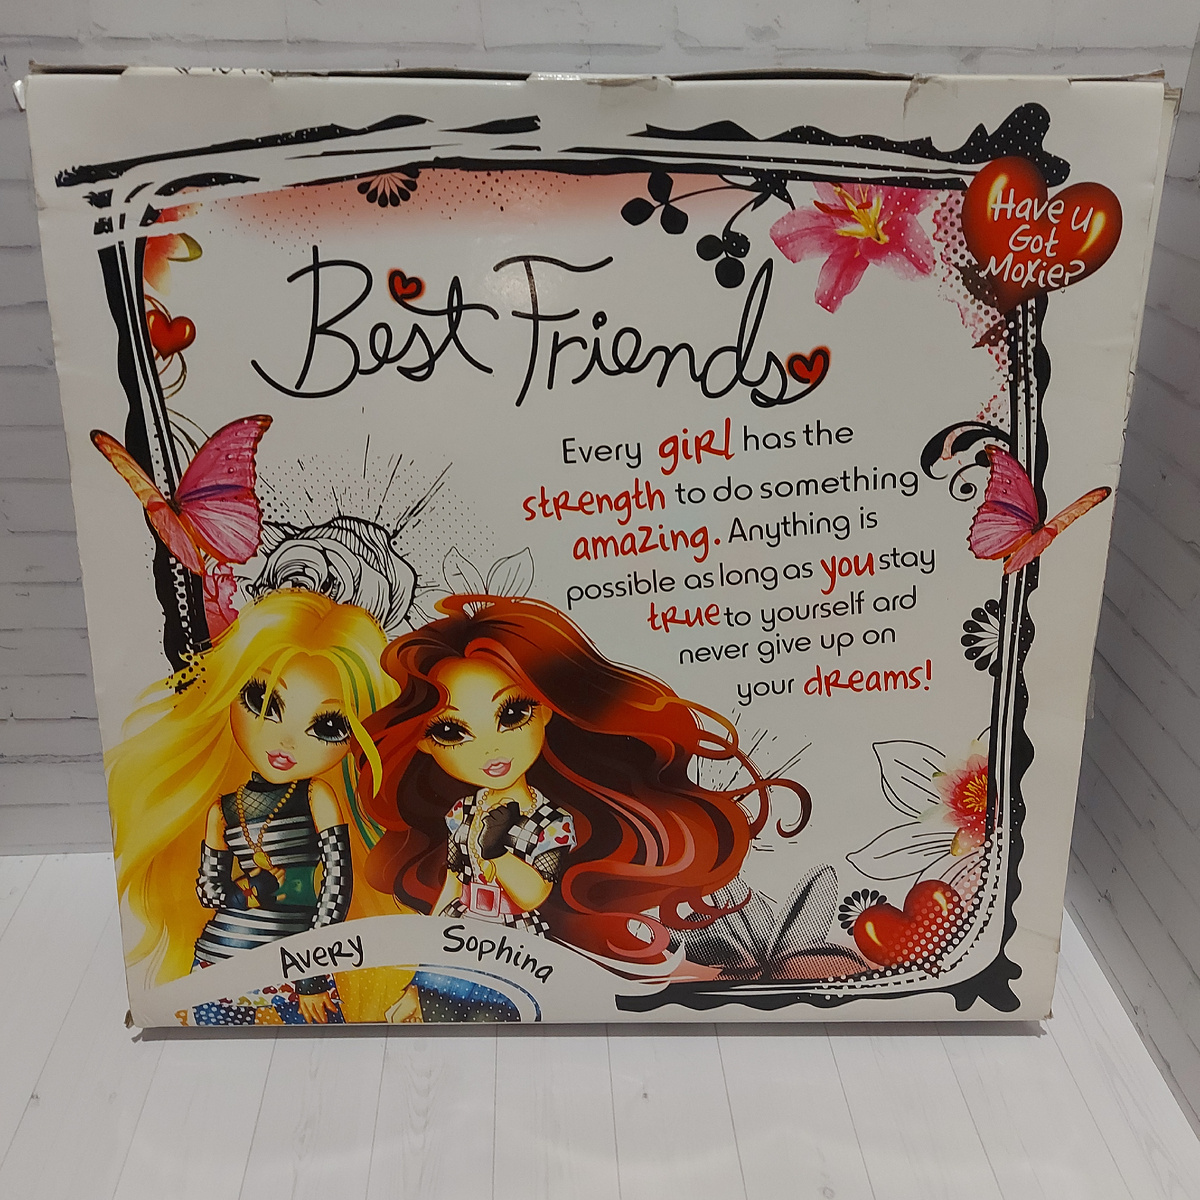 Have u
Got
Moxie?
Best Friends
Every girl has the
strength to do something
amazing. Anything is
possible as long as you stay
true to yourself and
never give up on
your dreams!
Avery
Sophina